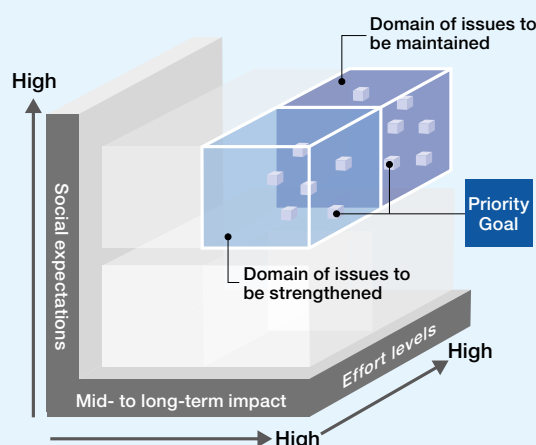 Domain of issues to
be maintained
High
Social expectations
Priority
Goal
Domain of issues to
be strengthened
Effort levels
High
Mid- to long-term impact
High